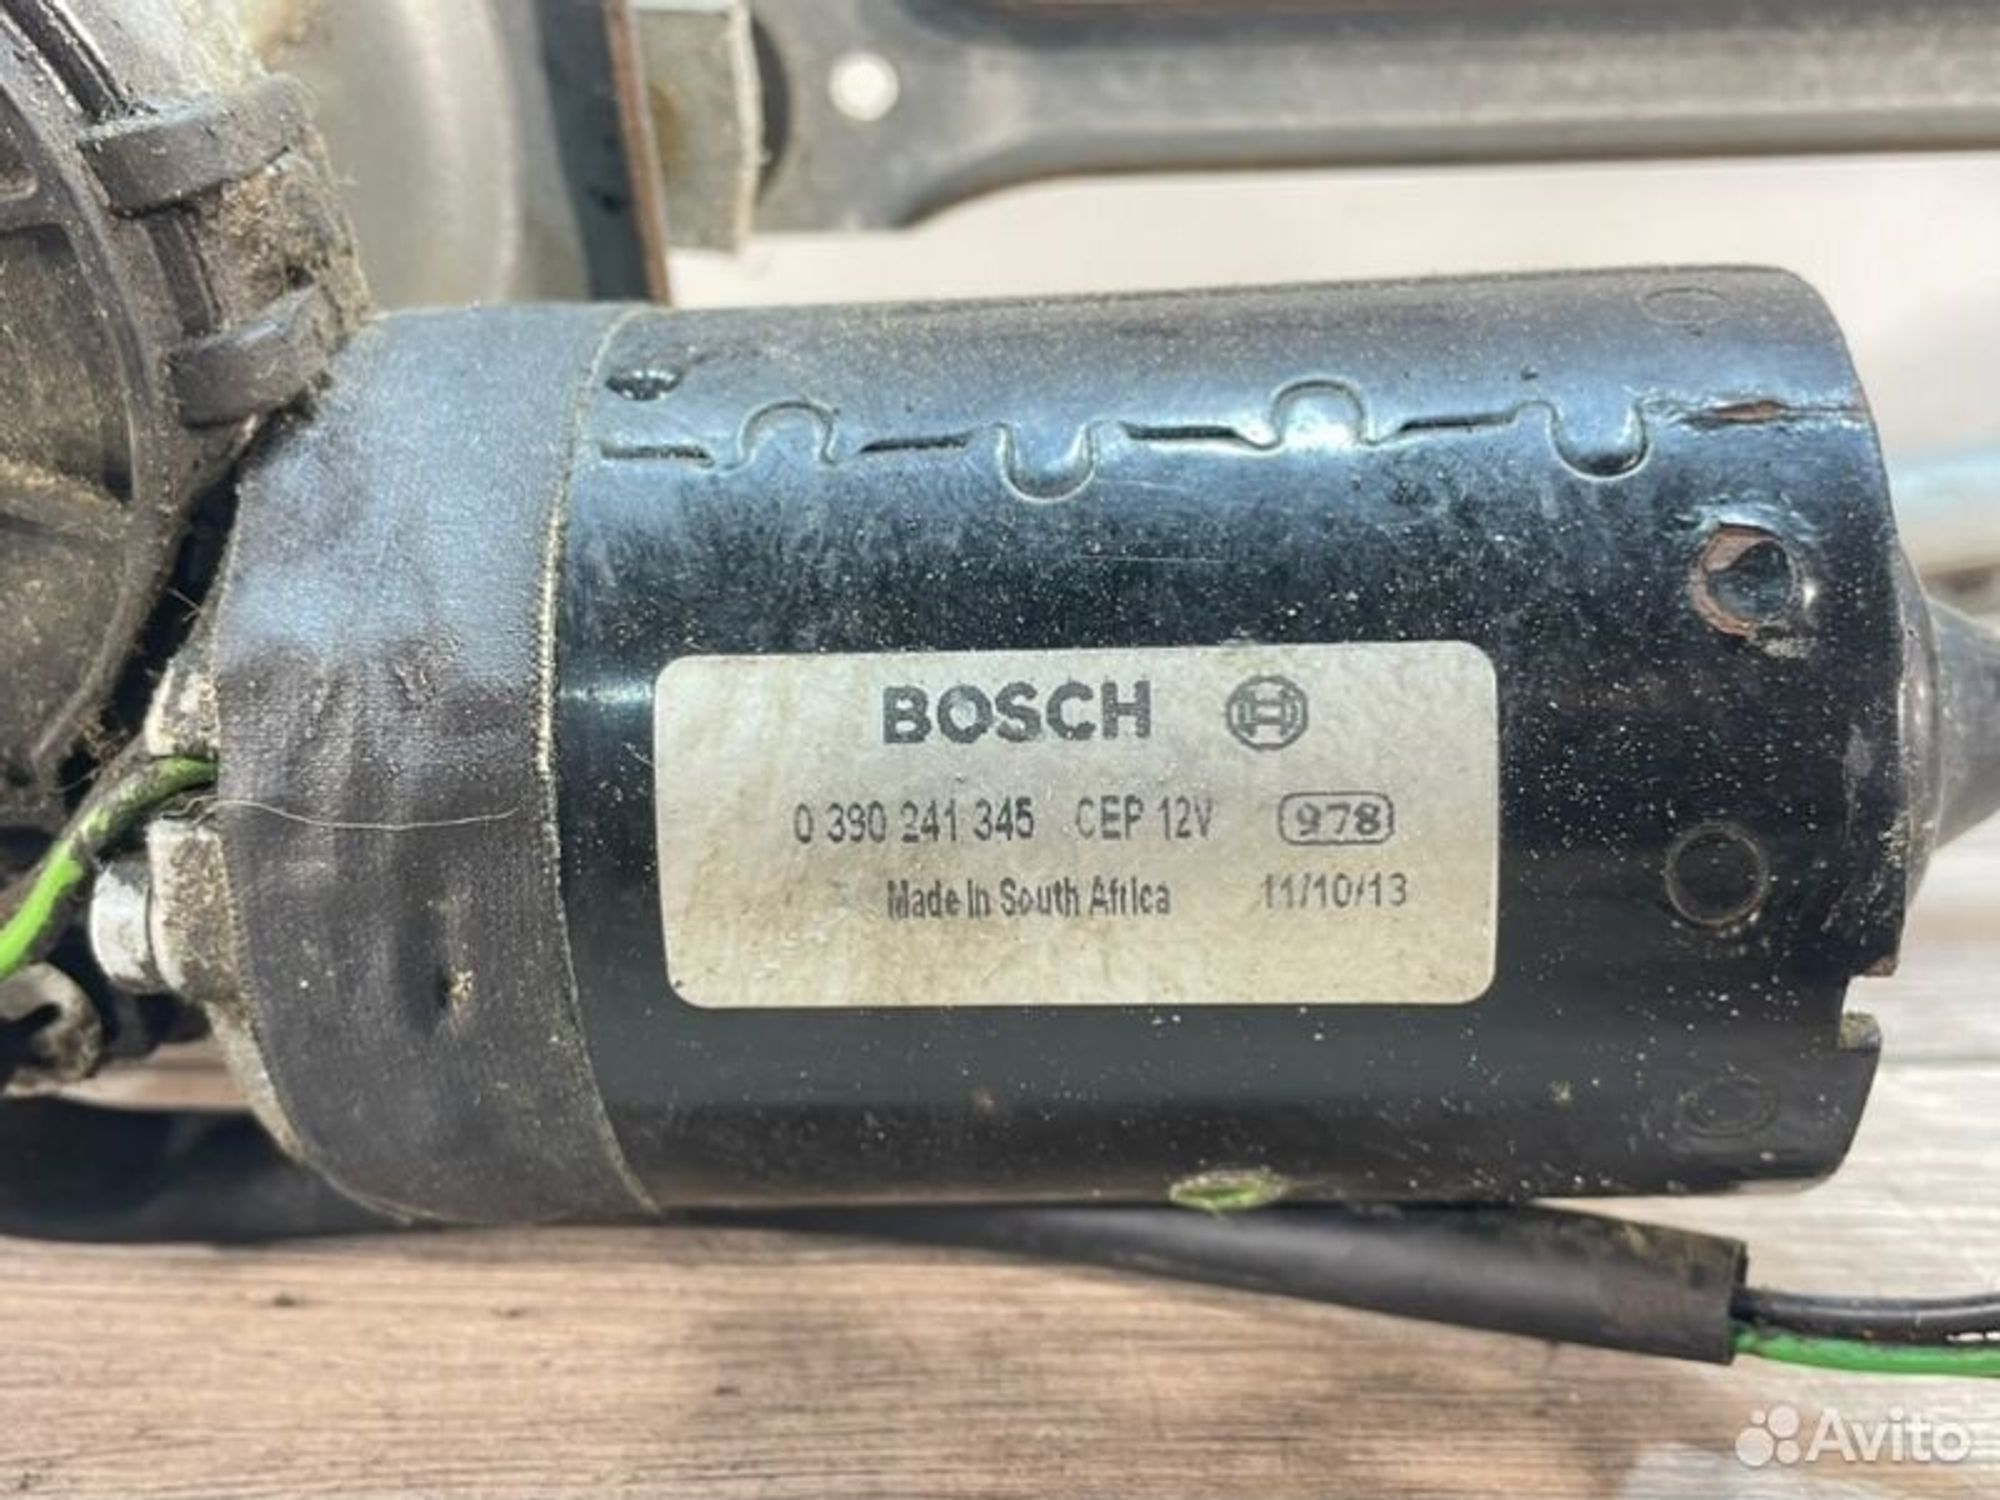 BOSCH
0 390 241 345 CEP 12V 978
Made in South Africa 11/10/13
Avito